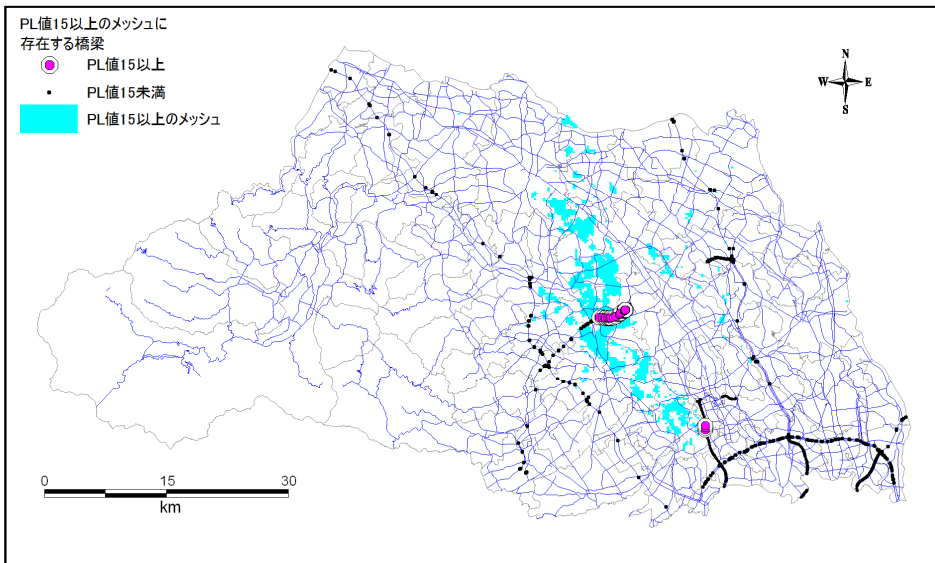 PL値15以上のメッシュに
存在する橋梁
PL値15以上
PL値15未満
PL値15以上のメッシュ
N
W E
S
0 15 30
km